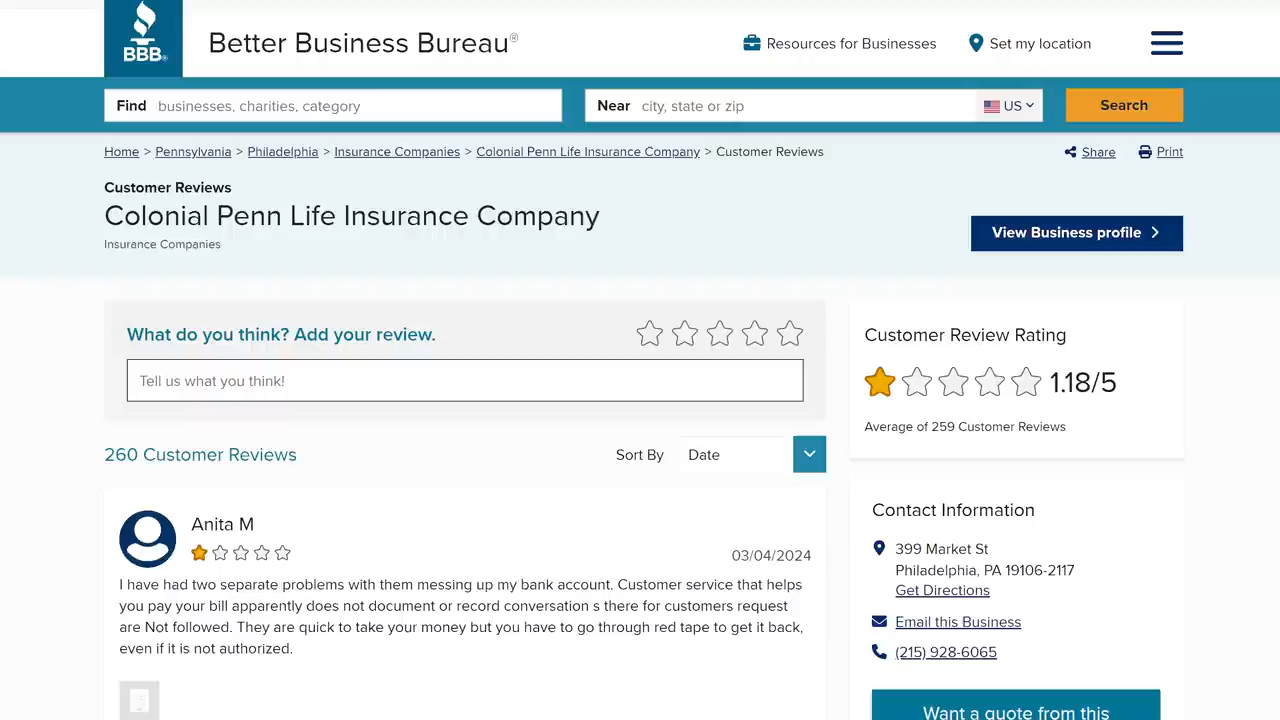 BBB®
Better Business Bureau®
Resources for Businesses
Set my location
Find businesses, charities, category
Near city, state or zip
US
Search
Home > Pennsylvania > Philadelphia > Insurance Companies > Colonial Penn Life Insurance Company > Customer Reviews
Share
Print
Customer Reviews
Colonial Penn Life Insurance Company
Insurance Companies
View Business profile
What do you think? Add your review.
Tell us what you think!
260 Customer Reviews
Sort By Date
Anita M
03/04/2024
I have had two separate problems with them messing up my bank account. Customer service that helps
you pay your bill apparently does not document or record conversation s there for customers request
are Not followed. They are quick to take your money but you have to go through red tape to get it back,
even if it is not authorized.
Customer Review Rating
1.18/5
Average of 259 Customer Reviews
Contact Information
399 Market St
Philadelphia, PA 19106-2117
Get Directions
Email this Business
(215) 928-6065
Want a quote from this